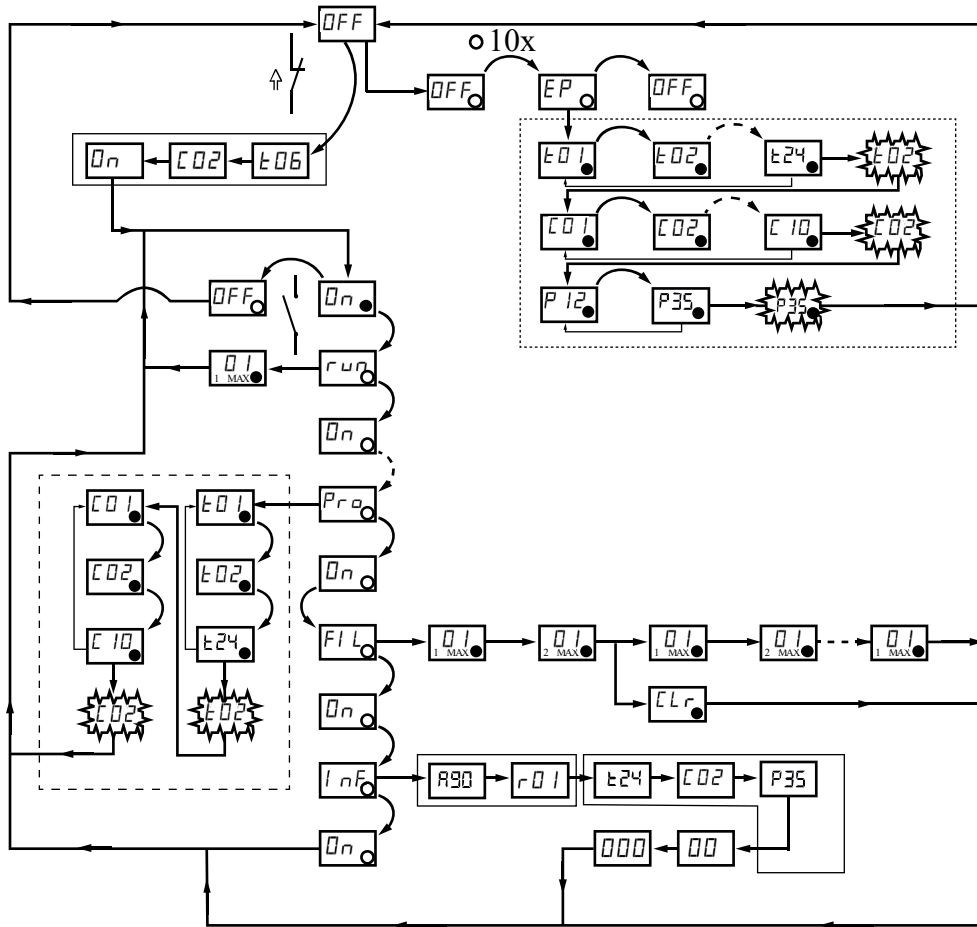 OFF
10x
OFF EP OFF
On C02 t06
t01 t02 t24 t02
C01 C02 C10 C02
OFF On
P12 P35 P35
01 run
1 MAX
On
C01 t01 Pro
C02 t02 On
C10 t24 FIL 01 01 01 01 01
1 MAX 2 MAX 1 MAX 2 MAX 1 MAX
C02 t02 On CLr
InF A90 r01 t24 C02 P35
On 000 00